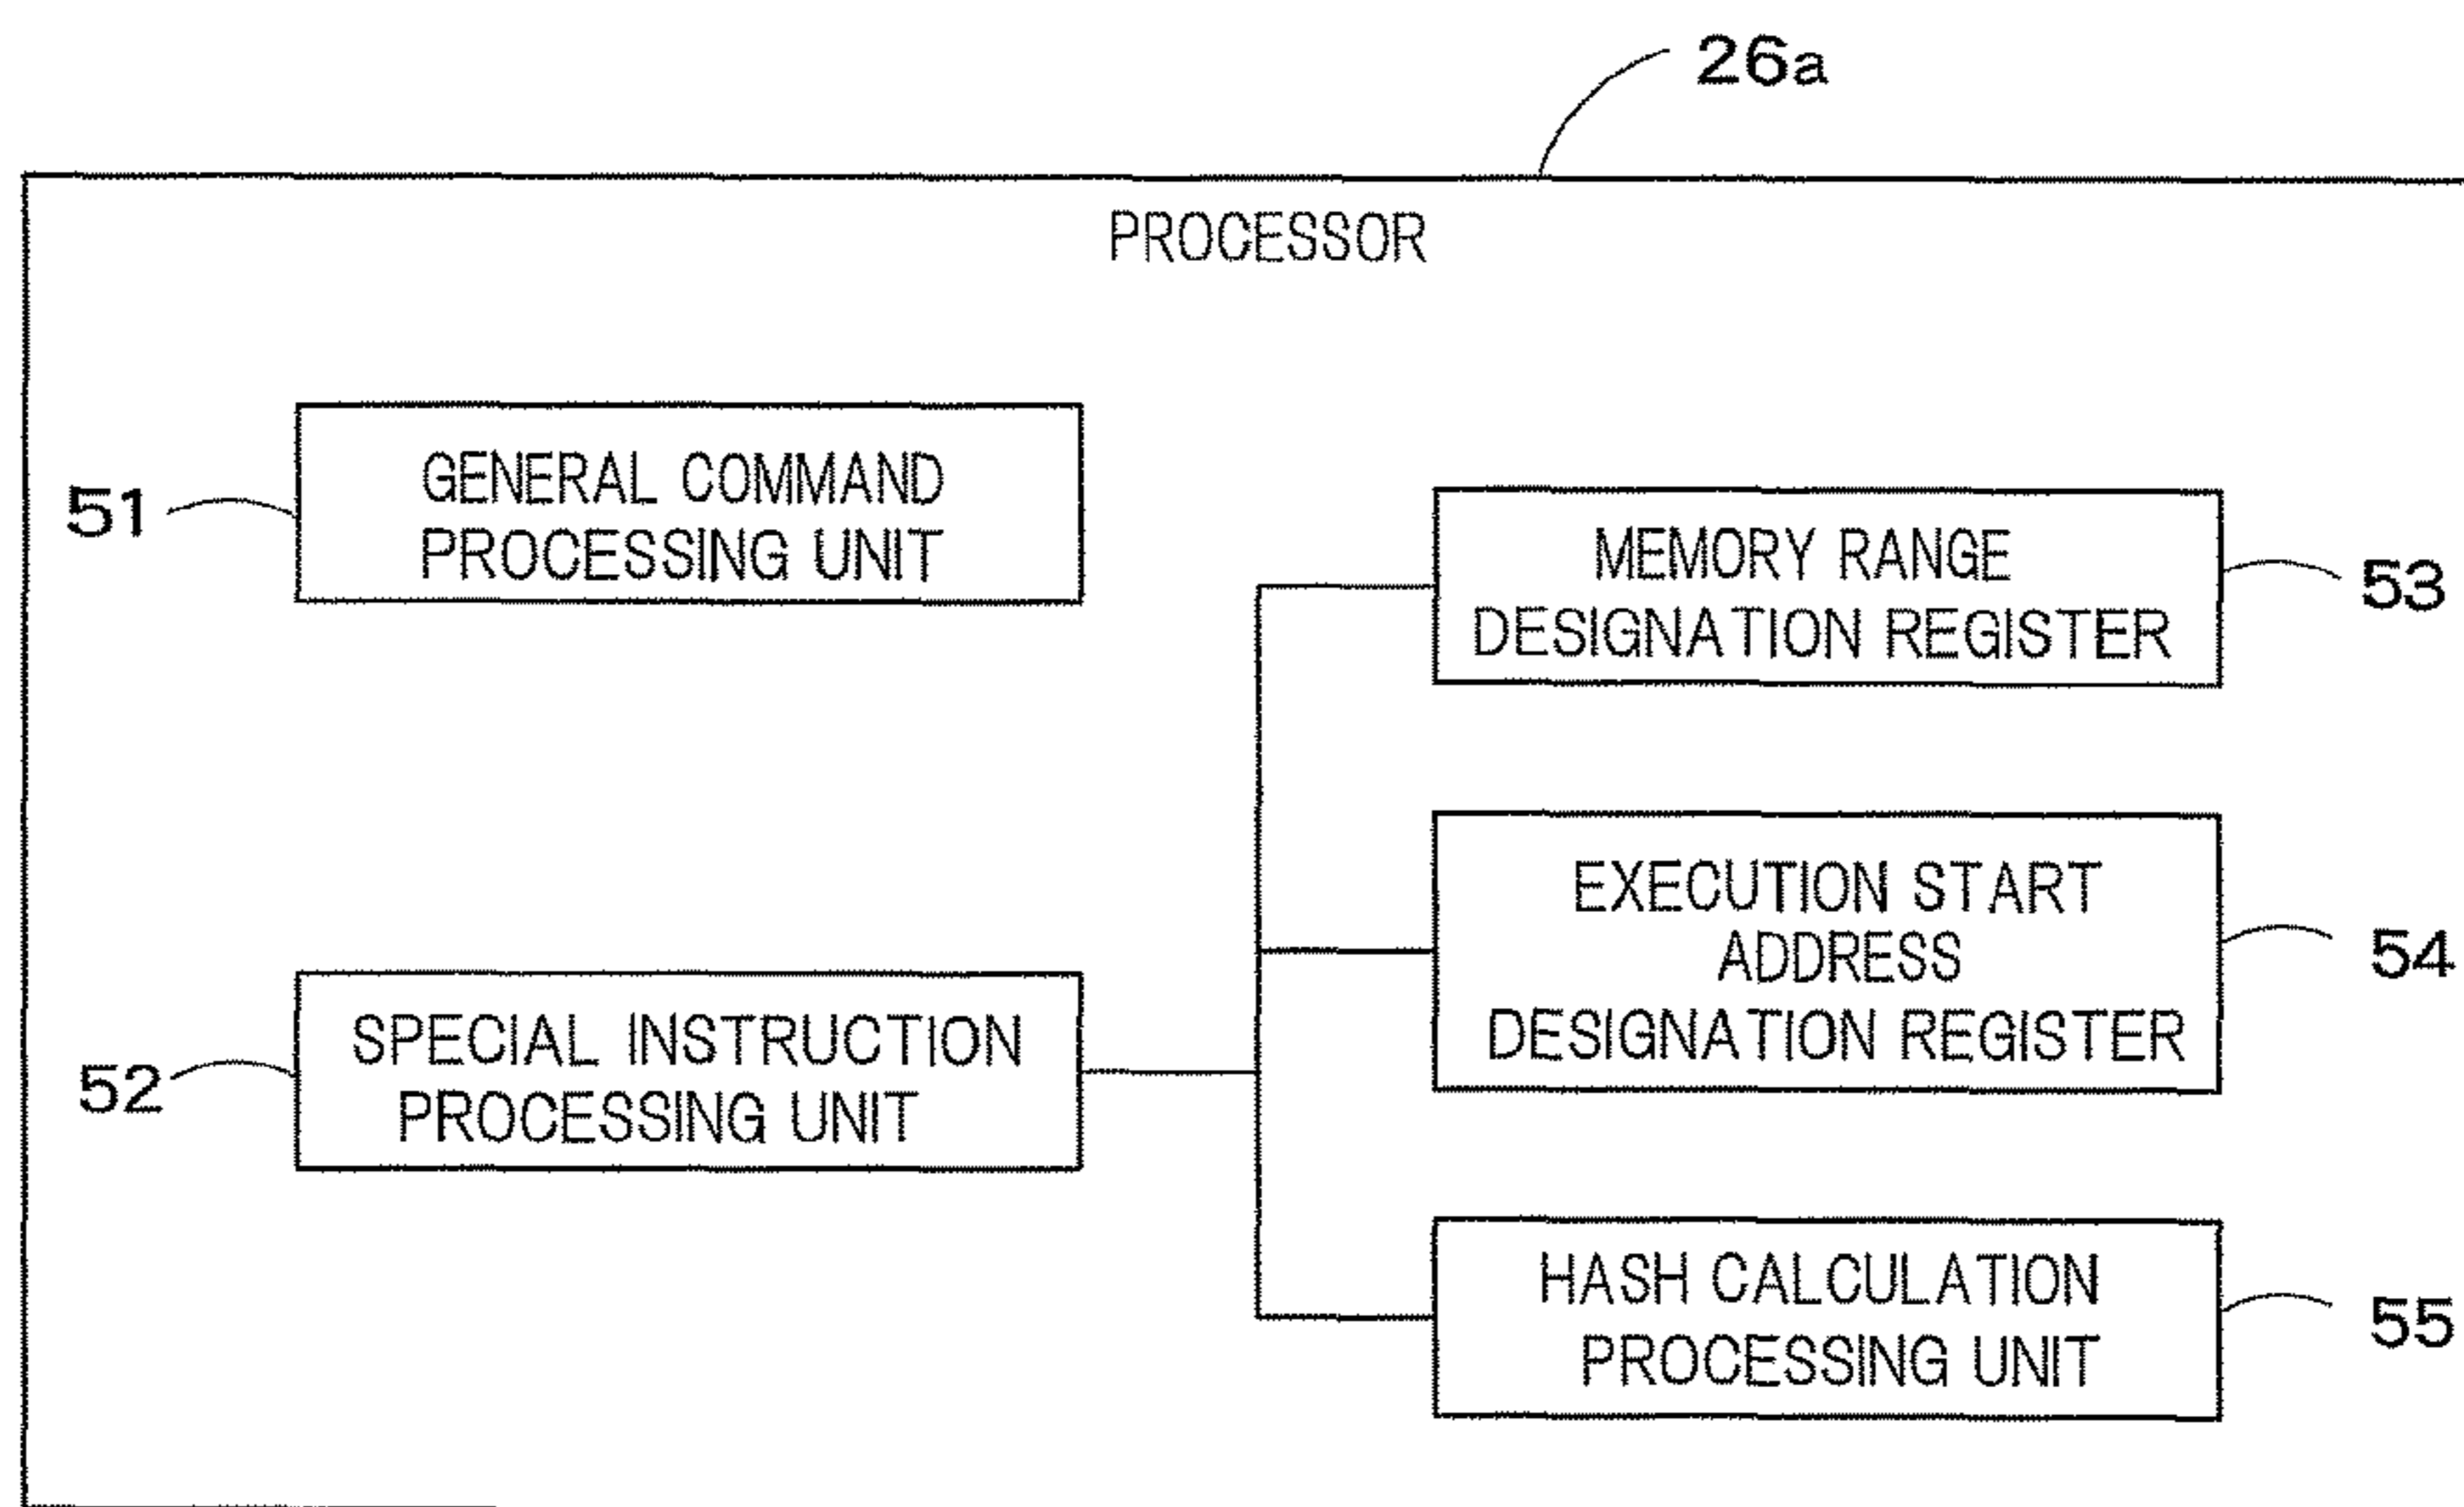 26a
PROCESSOR
51
GENERAL COMMAND
PROCESSING UNIT
MEMORY RANGE
DESIGNATION REGISTER
53
EXECUTION START
ADDRESS
DESIGNATION REGISTER
54
52
SPECIAL INSTRUCTION
PROCESSING UNIT
HASH CALCULATION
PROCESSING UNIT
55